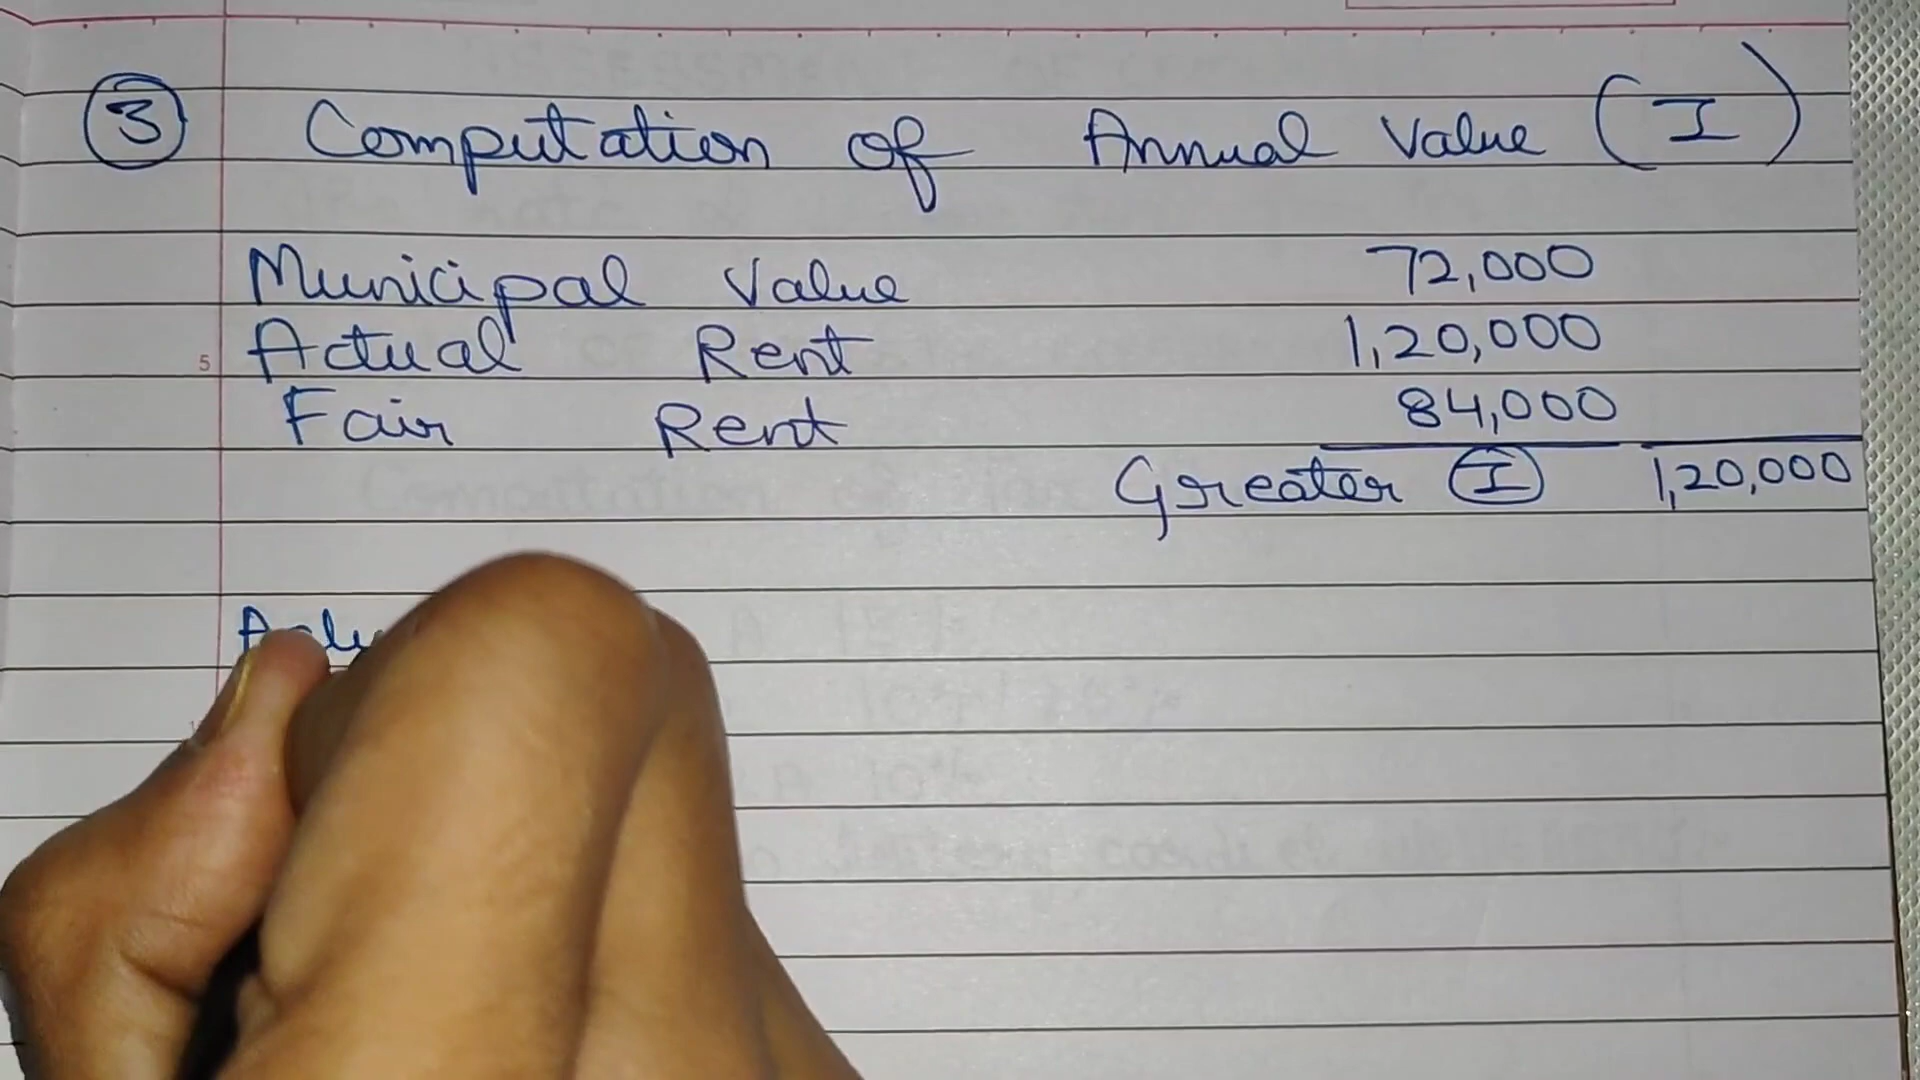 3 Computation of Annual Value (I)
Municipal Value 72,000
5 Actual Rent 1,20,000
Fair Rent 84,000
Greater I 1,20,000